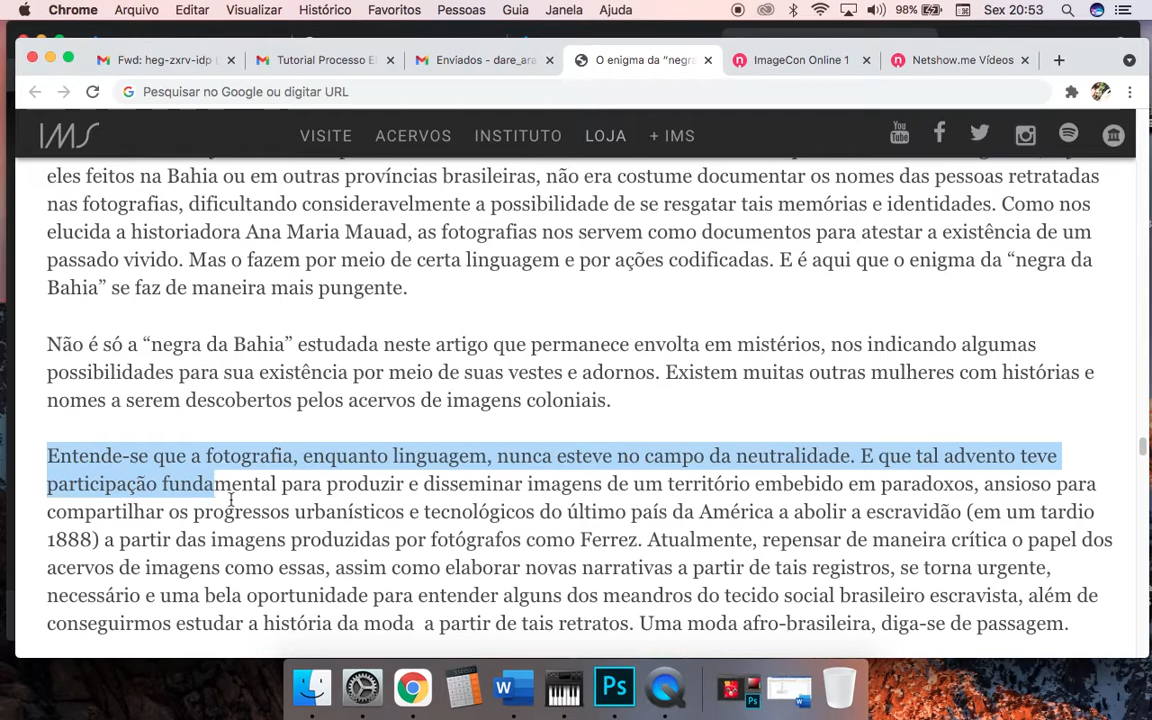 Chrome Arquivo Editar Visualizar Histórico Favoritos Pessoas Guia Janela Ajuda 98% Sex 20:53
Fwd: heg-zxrv-idp Tutorial Processo El Enviados - dare_ara O enigma da “negra ImageCon Online 1 Netshow.me Vídeos
Pesquisar no Google ou digitar URL
IMS VISITE ACERVOS INSTITUTO LOJA + IMS You Tube
eles feitos na Bahia ou em outras províncias brasileiras, não era costume documentar os nomes das pessoas retratadas
nas fotografias, dificultando consideravelmente a possibilidade de se resgatar tais memórias e identidades. Como nos
elucida a historiadora Ana Maria Mauad, as fotografias nos servem como documentos para atestar a existência de um
passado vivido. Mas o fazem por meio de certa linguagem e por ações codificadas. E é aqui que o enigma da “negra da
Bahia” se faz de maneira mais pungente.
Não é só a “negra da Bahia” estudada neste artigo que permanece envolta em mistérios, nos indicando algumas
possibilidades para sua existência por meio de suas vestes e adornos. Existem muitas outras mulheres com histórias e
nomes a serem descobertos pelos acervos de imagens coloniais.
Entende-se que a fotografia, enquanto linguagem, nunca esteve no campo da neutralidade. E que tal advento teve
participação fundamental para produzir e disseminar imagens de um território embebido em paradoxos, ansioso para
compartilhar os progressos urbanísticos e tecnológicos do último país da América a abolir a escravidão (em um tardio
1888) a partir das imagens produzidas por fotógrafos como Ferrez. Atualmente, repensar de maneira crítica o papel dos
acervos de imagens como essas, assim como elaborar novas narrativas a partir de tais registros, se torna urgente,
necessário e uma bela oportunidade para entender alguns dos meandros do tecido social brasileiro escravista, além de
conseguirmos estudar a história da moda a partir de tais retratos. Uma moda afro-brasileira, diga-se de passagem.
W Ps Ps W